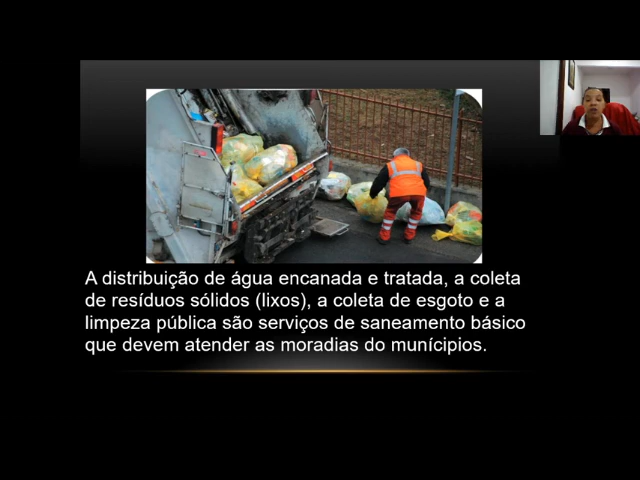 A distribuição de água encanada e tratada, a coleta
de resíduos sólidos (lixos), a coleta de esgoto e a
limpeza pública são serviços de saneamento básico
que devem atender as moradias do munícipios.